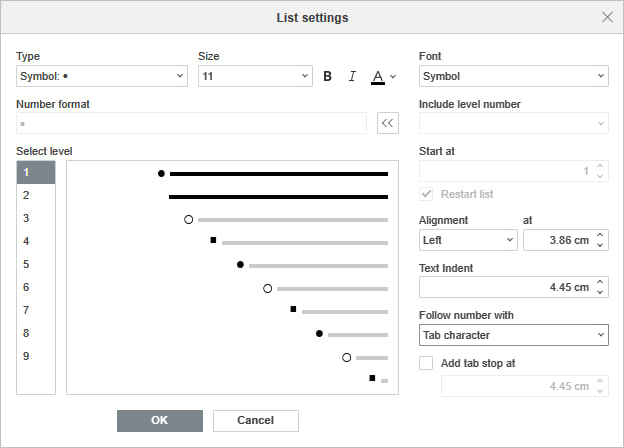 List settings
Type
Size
Font
Symbol: •
11
B I A
Symbol
Number format
Include level number
•
Select level
Start at
1
1
2
3
4
5
6
7
8
9
Restart list
Alignment
at
Left
3.86 cm
Text Indent
4.45 cm
Follow number with
Tab character
Add tab stop at
4.45 cm
OK
Cancel